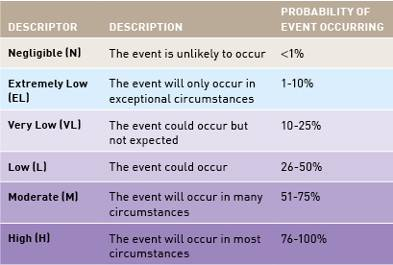 DESCRIPTOR DESCRIPTION PROBABILITY OF EVENT OCCURRING
Negligible (N) The event is unlikely to occur <1%
Extremely Low (EL) The event will only occur in exceptional circumstances 1-10%
Very Low (VL) The event could occur but not expected 10-25%
Low (L) The event could occur 26-50%
Moderate (M) The event will occur in many circumstances 51-75%
High (H) The event will occur in most circumstances 76-100%